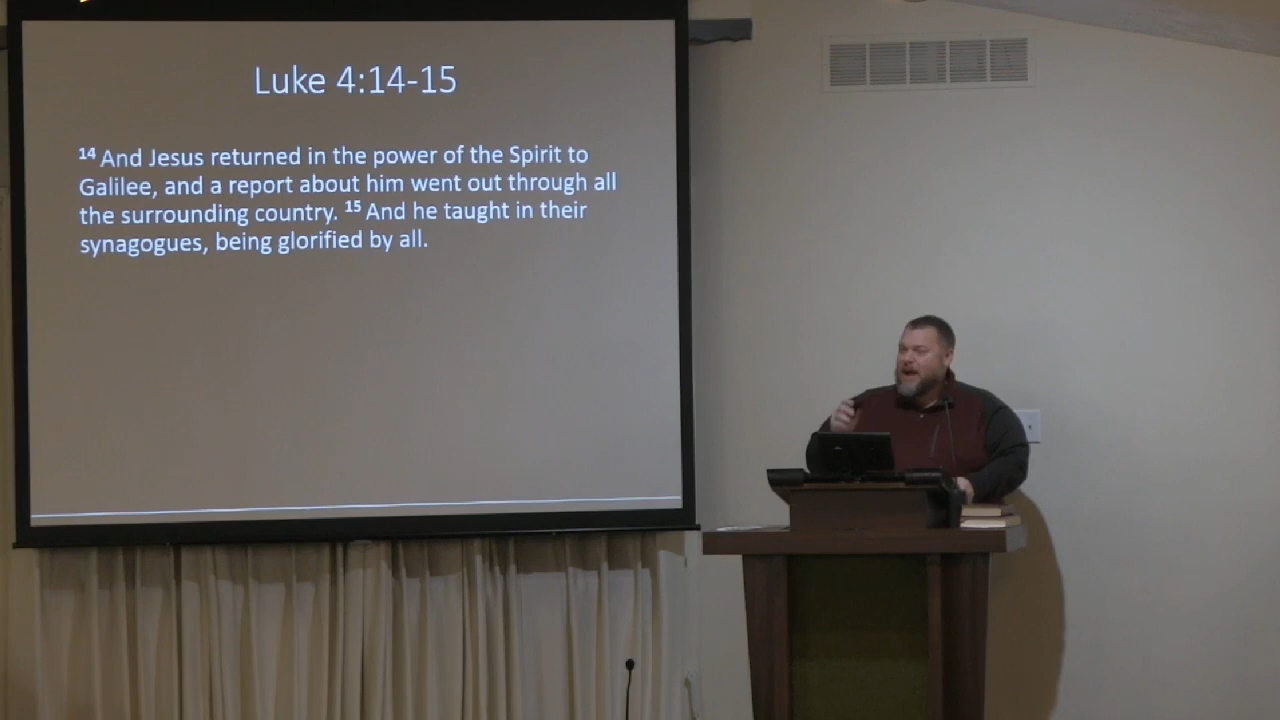 Luke 4:14-15
14 And Jesus returned in the power of the Spirit to
Galilee, and a report about him went out through all
the surrounding country. 15 And he taught in their
synagogues, being glorified by all.